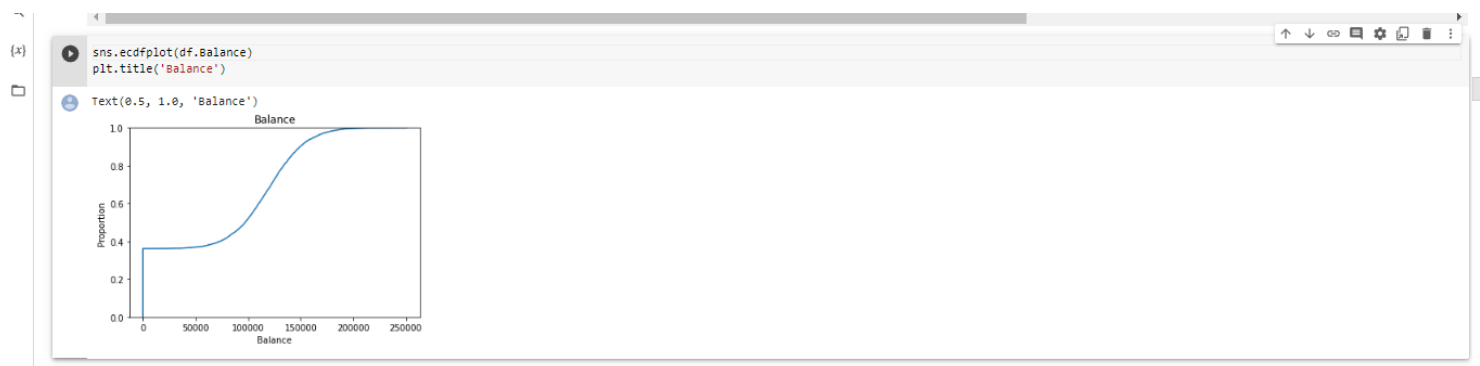 {x}
sns.ecdfplot(df.Balance)
plt.title('Balance')
Text(0.5, 1.0, 'Balance')
Balance
1.0
0.8
0.6
0.4
0.2
0.0
Proportion
0 50000 100000 150000 200000 250000
Balance